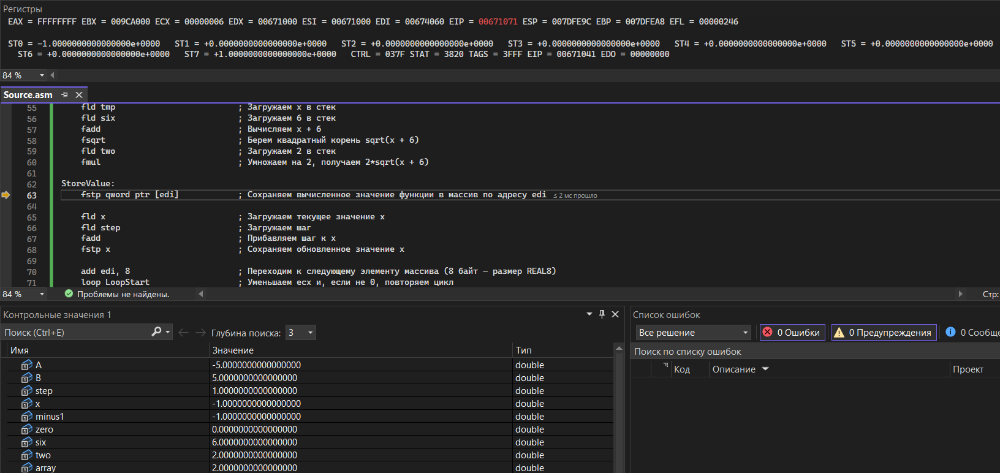 Регистры
EAX = FFFFFFFF EBX = 009CA000 ECX = 00000006 EDX = 00671000 ESI = 00671000 EDI = 00674060 EIP = 00671071 ESP = 007DFE9C EBP = 007DFEA8 EFL = 00000246
ST0 = -1.0000000000000000e+0000 ST1 = +0.0000000000000000e+0000 ST2 = +0.0000000000000000e+0000 ST3 = +0.0000000000000000e+0000 ST4 = +0.0000000000000000e+0000 ST5 = +0.0000000000000000e+0000
ST6 = +0.0000000000000000e+0000 ST7 = +1.0000000000000000e+0000 CTRL = 037F STAT = 3820 TAGS = 3FFF EIP = 00671041 EDO = 00000000
84 %
Source.asm
55 fld tmp ; Загружаем x в стек
56 fld six ; Загружаем 6 в стек
57 fadd ; Вычисляем x + 6
58 fsqrt ; Берем квадратный корень sqrt(x + 6)
59 fld two ; Загружаем 2 в стек
60 fmul ; Умножаем на 2, получаем 2*sqrt(x + 6)
61
62 StoreValue:
63 fstp qword ptr [edi] ; Сохраняем вычисленное значение функции в массив по адресу edi ≤ 2 мс прошло
64
65 fld x ; Загружаем текущее значение x
66 fld step ; Загружаем шаг
67 fadd ; Прибавляем шаг к x
68 fstp x ; Сохраняем обновленное значение x
69
70 add edi, 8 ; Переходим к следующему элементу массива (8 байт — размер REAL8)
71 loop LoopStart ; Уменьшаем ecx и, если не 0, повторяем цикл
84 % Проблемы не найдены. Стр:
Контрольные значения 1
Поиск (Ctrl+E) Глубина поиска: 3
Имя Значение Тип
A -5.0000000000000000 double
B 5.0000000000000000 double
step 1.0000000000000000 double
x -1.0000000000000000 double
minus1 -1.0000000000000000 double
zero 0.0000000000000000 double
six 6.0000000000000000 double
two 2.0000000000000000 double
array 2.0000000000000000 double
Список ошибок
Все решение 0 Ошибки 0 Предупреждения 0 Сообще
Поиск по списку ошибок
Код Описание Проект